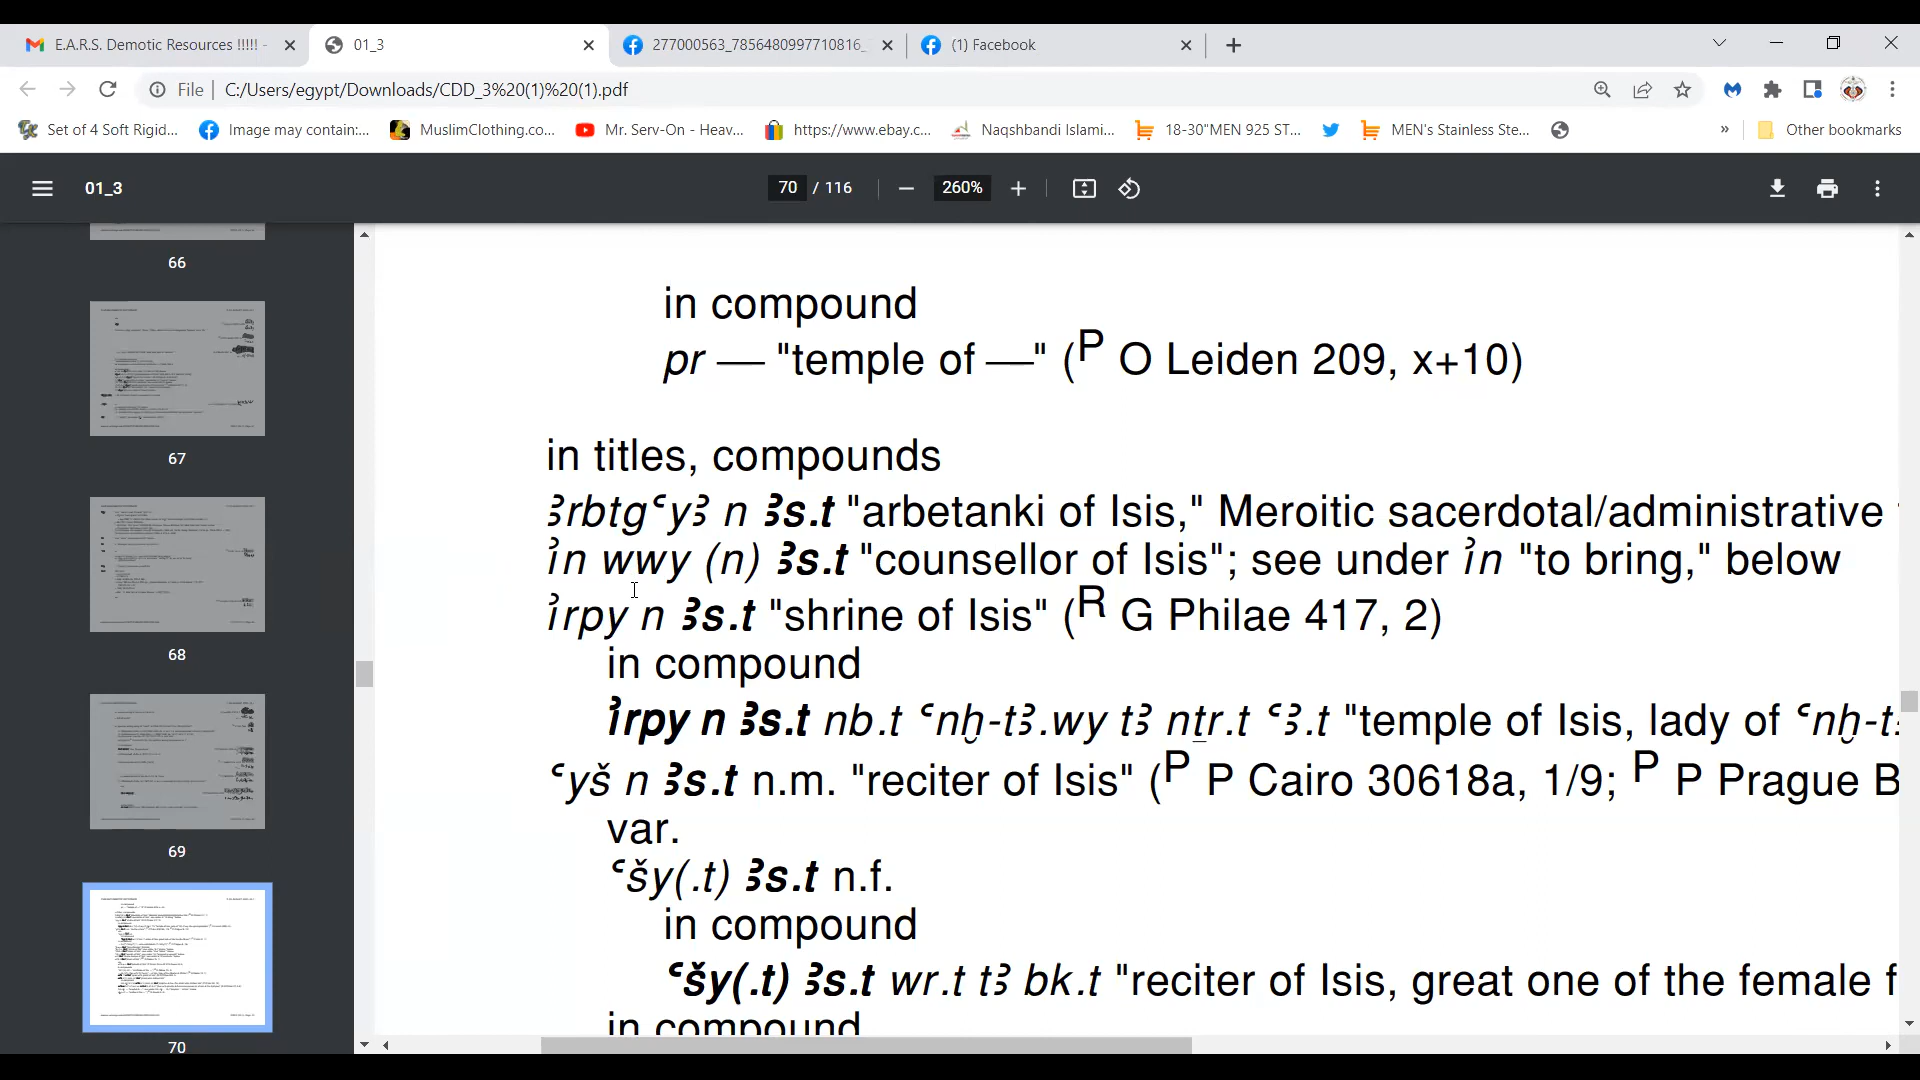 E.A.R.S. Demotic Resources !!!!! -
01_3
277000563_7856480997710816_
(1) Facebook
File
C:/Users/egypt/Downloads/CDD_3%20(1)%20(1).pdf
Set of 4 Soft Rigid...
Image may contain:...
MuslimClothing.co...
Mr. Serv-On - Heav...
https://www.ebay.c...
Naqshbandi Islami...
18-30"MEN 925 ST...
MEN's Stainless Ste...
»
Other bookmarks
01_3
70 / 116
260%
66
67
68
69
70
in compound
pr — "temple of —" (P O Leiden 209, x+10)
in titles, compounds
ꜣrbtgꜥyꜣ n ꜣs.t "arbetanki of Isis," Meroitic sacerdotal/administrative
ı͗n wwy (n) ꜣs.t "counsellor of Isis"; see under ı͗n "to bring," below
ı͗rpy n ꜣs.t "shrine of Isis" (R G Philae 417, 2)
in compound
ı͗rpy n ꜣs.t nb.t ꜥnḫ-tꜣ.wy tꜣ nṯr.t ꜥꜣ.t "temple of Isis, lady of ꜥnḫ-tꜣ
ꜥyš n ꜣs.t n.m. "reciter of Isis" (P P Cairo 30618a, 1/9; P P Prague B
var.
ꜥšy(.t) ꜣs.t n.f.
in compound
ꜥšy(.t) ꜣs.t wr.t tꜣ bk.t "reciter of Isis, great one of the female f
in compound